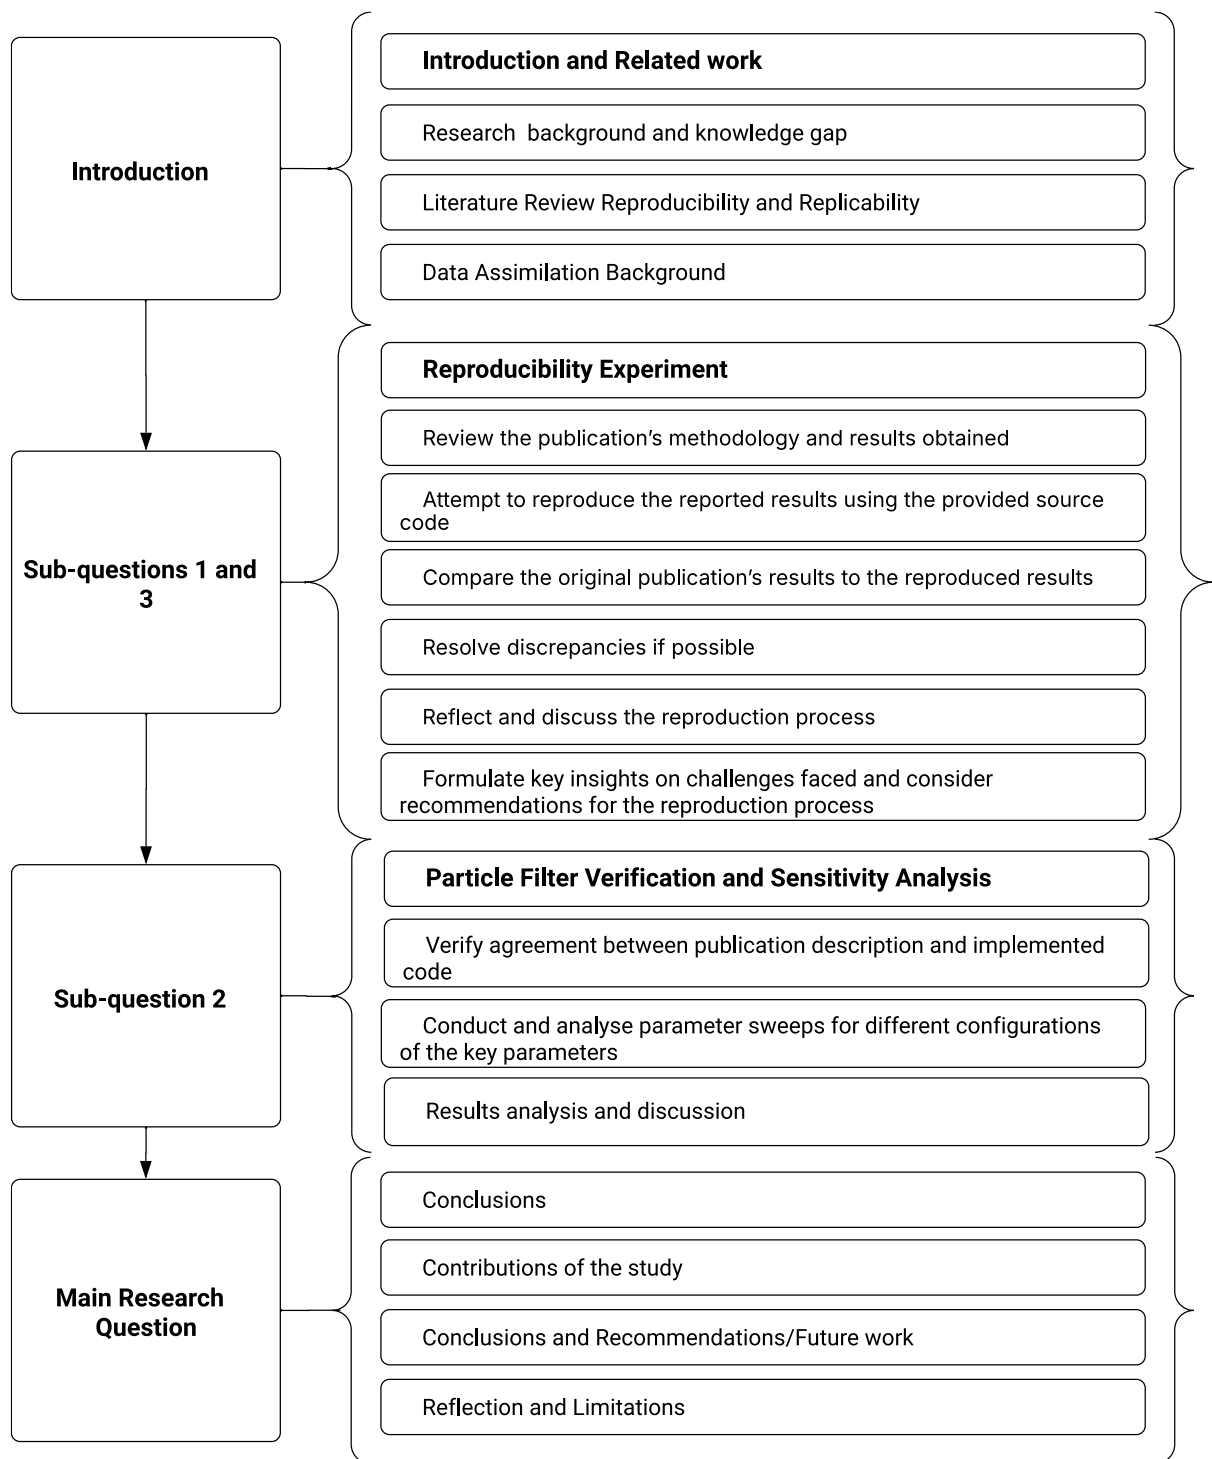 Introduction
Introduction and Related work
Research background and knowledge gap
Literature Review Reproducibility and Replicability
Data Assimilation Background
Sub-questions 1 and
3
Reproducibility Experiment
Review the publication’s methodology and results obtained
Attempt to reproduce the reported results using the provided source
code
Compare the original publication’s results to the reproduced results
Resolve discrepancies if possible
Reflect and discuss the reproduction process
Formulate key insights on challenges faced and consider
recommendations for the reproduction process
Sub-question 2
Particle Filter Verification and Sensitivity Analysis
Verify agreement between publication description and implemented
code
Conduct and analyse parameter sweeps for different configurations
of the key parameters
Results analysis and discussion
Main Research
Question
Conclusions
Contributions of the study
Conclusions and Recommendations/Future work
Reflection and Limitations